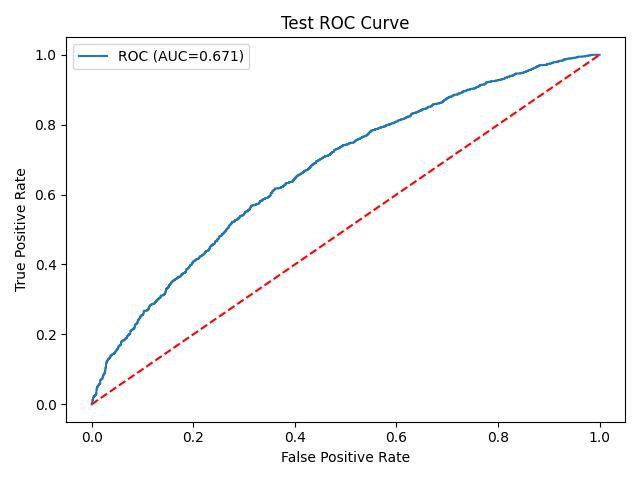 Test ROC Curve
ROC (AUC=0.671)
True Positive Rate
1.0
0.8
0.6
0.4
0.2
0.0
0.0 0.2 0.4 0.6 0.8 1.0
False Positive Rate